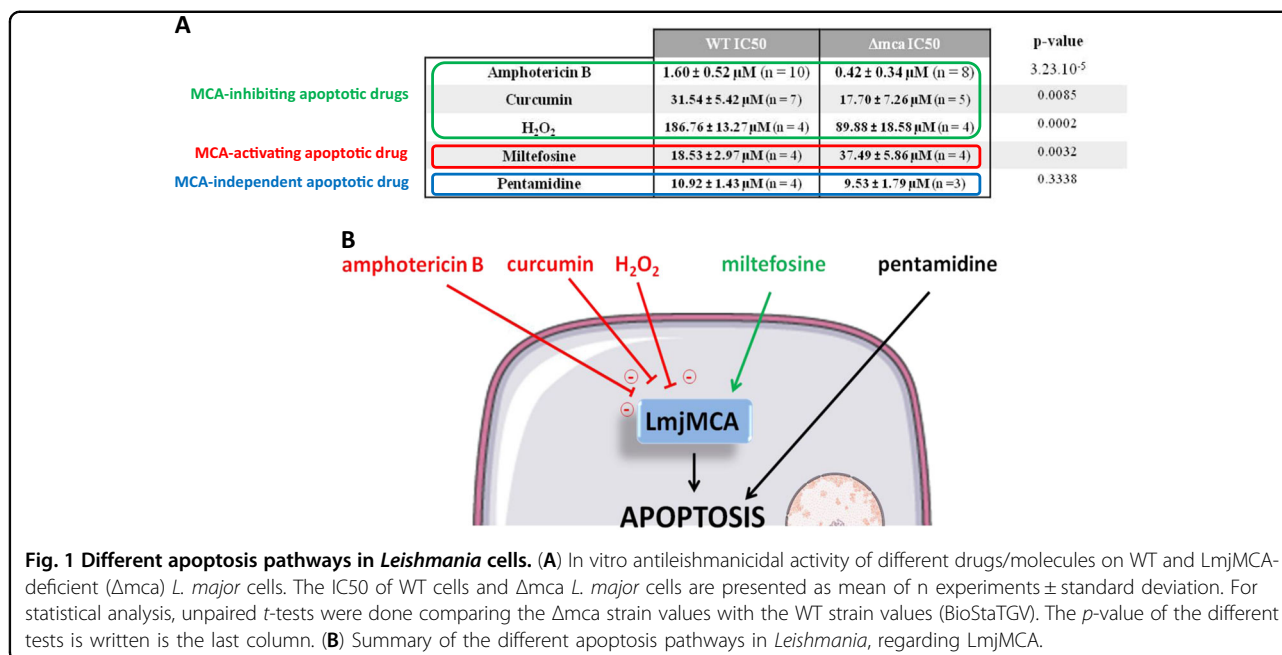 A
WT IC50 Δmca IC50 p-value
Amphotericin B 1.60 ± 0.52 μM (n = 10) 0.42 ± 0.34 μM (n = 8) 3.23.10-5
MCA-inhibiting apoptotic drugs Curcumin 31.54 ± 5.42 μM (n = 7) 17.70 ± 7.26 μM (n = 5) 0.0085
H₂O₂ 186.76 ± 13.27 μM (n = 4) 89.88 ± 18.58 μM (n = 4) 0.0002
MCA-activating apoptotic drug Miltefosine 18.53 ± 2.97 μM (n = 4) 37.49 ± 5.86 μM (n = 4) 0.0032
MCA-independent apoptotic drug Pentamidine 10.92 ± 1.43 μM (n = 4) 9.53 ± 1.79 μM (n =3) 0.3338
B
amphotericin B curcumin H₂O₂ miltefosine pentamidine
- - -
LmjMCA
APOPTOSIS
Fig. 1 Different apoptosis pathways in Leishmania cells. (A) In vitro antileishmanicidal activity of different drugs/molecules on WT and LmjMCA-
deficient (Δmca) L. major cells. The IC50 of WT cells and Δmca L. major cells are presented as mean of n experiments ± standard deviation. For
statistical analysis, unpaired t-tests were done comparing the Δmca strain values with the WT strain values (BioStaTGV). The p-value of the different
tests is written is the last column. (B) Summary of the different apoptosis pathways in Leishmania, regarding LmjMCA.